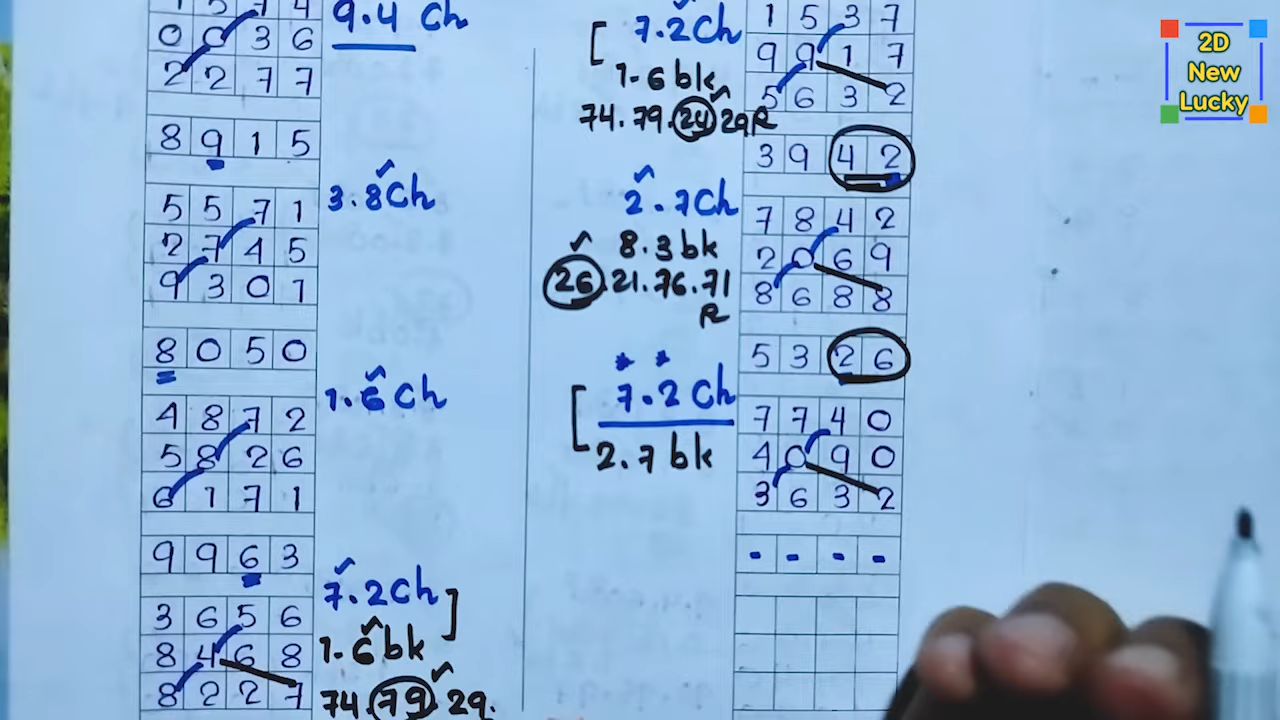 7 4
9.4 Ch
0 0 3 6
2 2 7 7
8 9 1 5
3.8 Ch
5 5 7 1
2 7 4 5
9 3 0 1
8 0 5 0
1.6 Ch
4 8 7 2
5 8 2 6
6 1 7 1
9 9 6 3
7.2 Ch
3 6 5 6
8 4 6 8
1.6 bk
8 2 2 7
74.79.29.
7.2 Ch
1.6 bk
74.79.24 29 R
1 5 3 7
9 9 1 7
5 6 3 2
3 9 4 2
2.7 Ch
8.3 bk
26.21.76.71
R
7 8 4 2
2 0 6 9
8 6 8 8
5 3 2 6
7.2 Ch
2.7 bk
7 7 4 0
4 0 9 0
3 6 3 2
- - - -
2D
New
Lucky